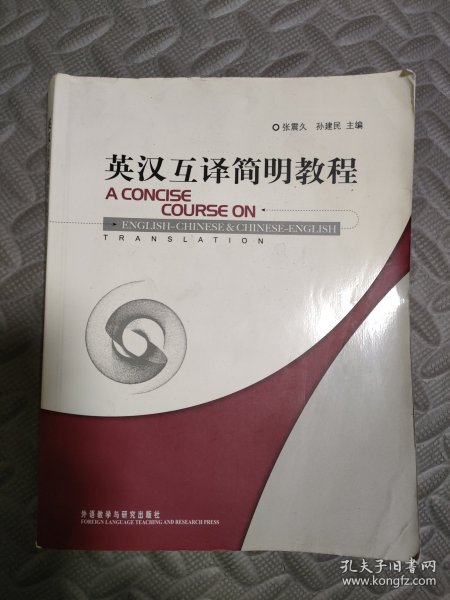 张震久 孙建民 主编
英汉互译简明教程
A CONCISE
COURSE ON
ENGLISH-CHINESE & CHINESE-ENGLISH
TRANSLATION
外语教学与研究出版社
FOREIGN LANGUAGE TEACHING AND RESEARCH PRESS
孔夫子旧书网
www.kongfz.com